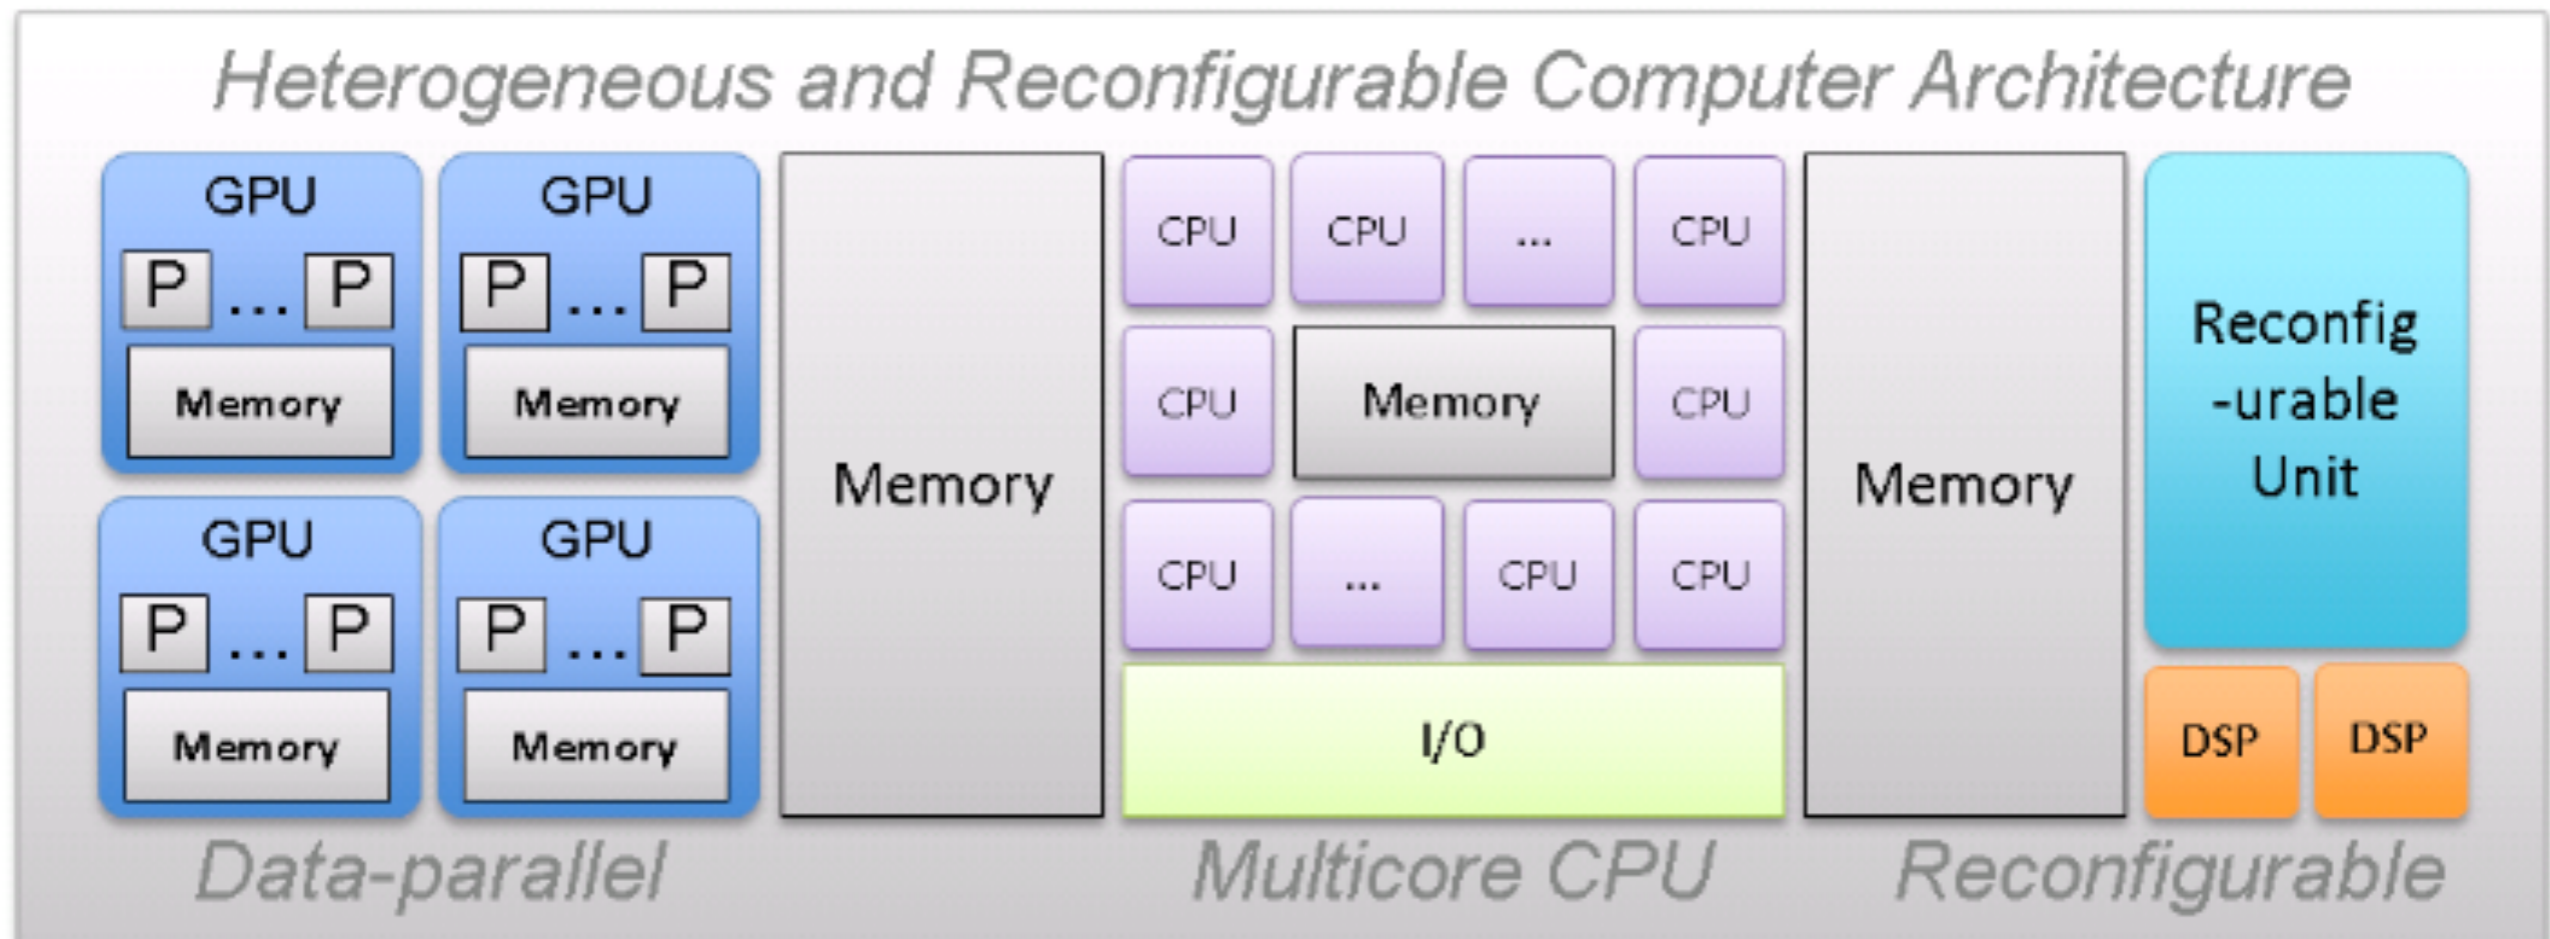 Heterogeneous and Reconfigurable Computer Architecture
GPU
P ... P
Memory
GPU
P ... P
Memory
GPU
P ... P
Memory
GPU
P ... P
Memory
Memory
CPU CPU ... CPU
CPU Memory CPU
CPU ... CPU CPU
I/O
Memory
Reconfig
-urable
Unit
DSP DSP
Data-parallel
Multicore CPU
Reconfigurable